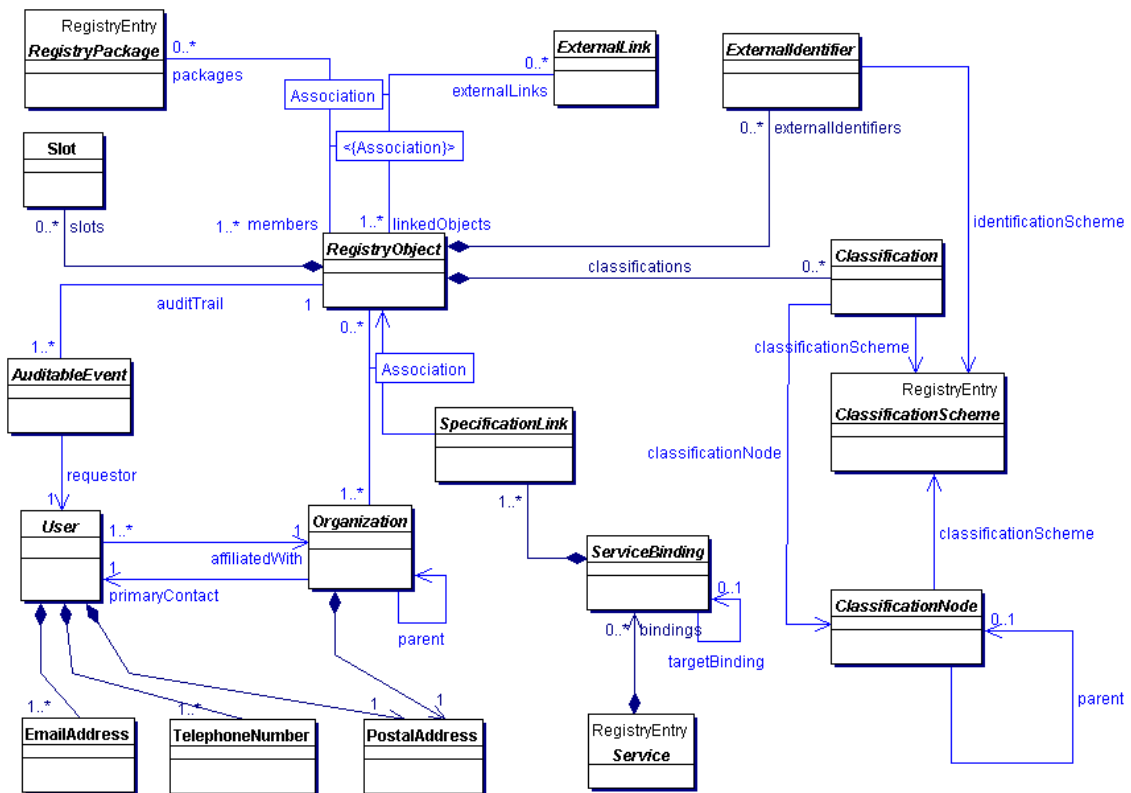 RegistryEntry
RegistryPackage
0..*
packages
Association
<{Association}>
ExternalLink
0..*
externalLinks
ExternalIdentifier
0..* externalIdentifiers
identificationScheme
Slot
0..* slots
1..* members
1..* linkedObjects
RegistryObject
classifications
0..*
Classification
auditTrail
1
0..*
1..*
classificationScheme
AuditableEvent
Association
RegistryEntry
ClassificationScheme
SpecificationLink
classificationNode
requestor
1
1..*
1..*
User
1..*
1
Organization
affiliatedWith
classificationScheme
ServiceBinding
1
primaryContact
0..1
ClassificationNode
0..1
parent
0..* bindings
targetBinding
parent
1..*
1..*
1
1
EmailAddress
TelephoneNumber
PostalAddress
RegistryEntry
Service